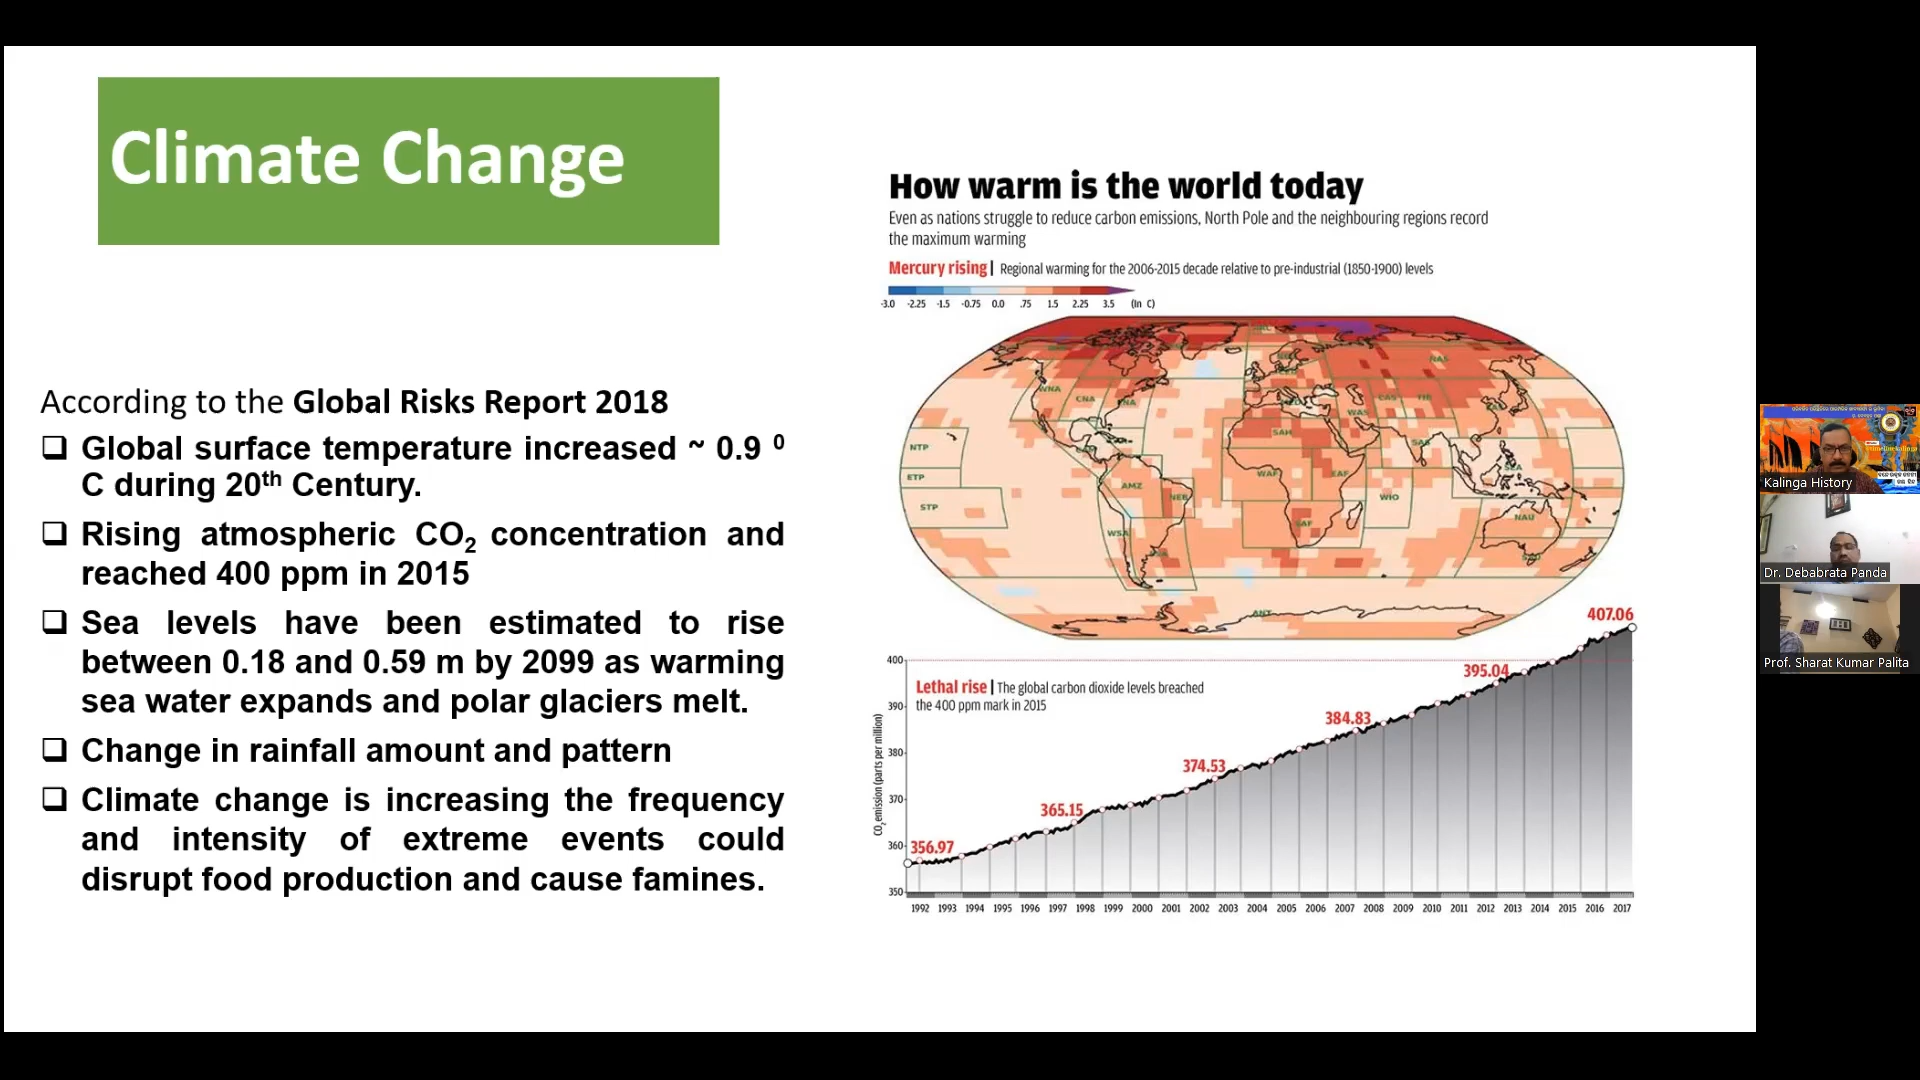 Climate Change
According to the Global Risks Report 2018
❑ Global surface temperature increased ~ 0.9 ⁰
C during 20th Century.
❑ Rising atmospheric CO₂ concentration and
reached 400 ppm in 2015
❑ Sea levels have been estimated to rise
between 0.18 and 0.59 m by 2099 as warming
sea water expands and polar glaciers melt.
❑ Change in rainfall amount and pattern
❑ Climate change is increasing the frequency
and intensity of extreme events could
disrupt food production and cause famines.
How warm is the world today
Even as nations struggle to reduce carbon emissions, North Pole and the neighbouring regions record
the maximum warming
Mercury rising | Regional warming for the 2006-2015 decade relative to pre-industrial (1850-1900) levels
-3.0 -2.25 -1.5 -0.75 0.0 .75 1.5 2.25 3.5 (In C)
NAS
WNA
CNA
ENA
WAS
CAS
TIB
SAH
NTP
ETP
STP
AMZ
NEB
WAF
EAF
WIO
SAF
NAU
WSA
ANT
407.06
395.04
384.83
374.53
365.15
356.97
Lethal rise | The global carbon dioxide levels breached
the 400 ppm mark in 2015
CO₂ emission (parts per million)
400
390
380
370
360
350
1992 1993 1994 1995 1996 1997 1998 1999 2000 2001 2002 2003 2004 2005 2006 2007 2008 2009 2010 2011 2012 2013 2014 2015 2016 2017
Kalinga History
Dr. Debabrata Panda
Prof. Sharat Kumar Palita